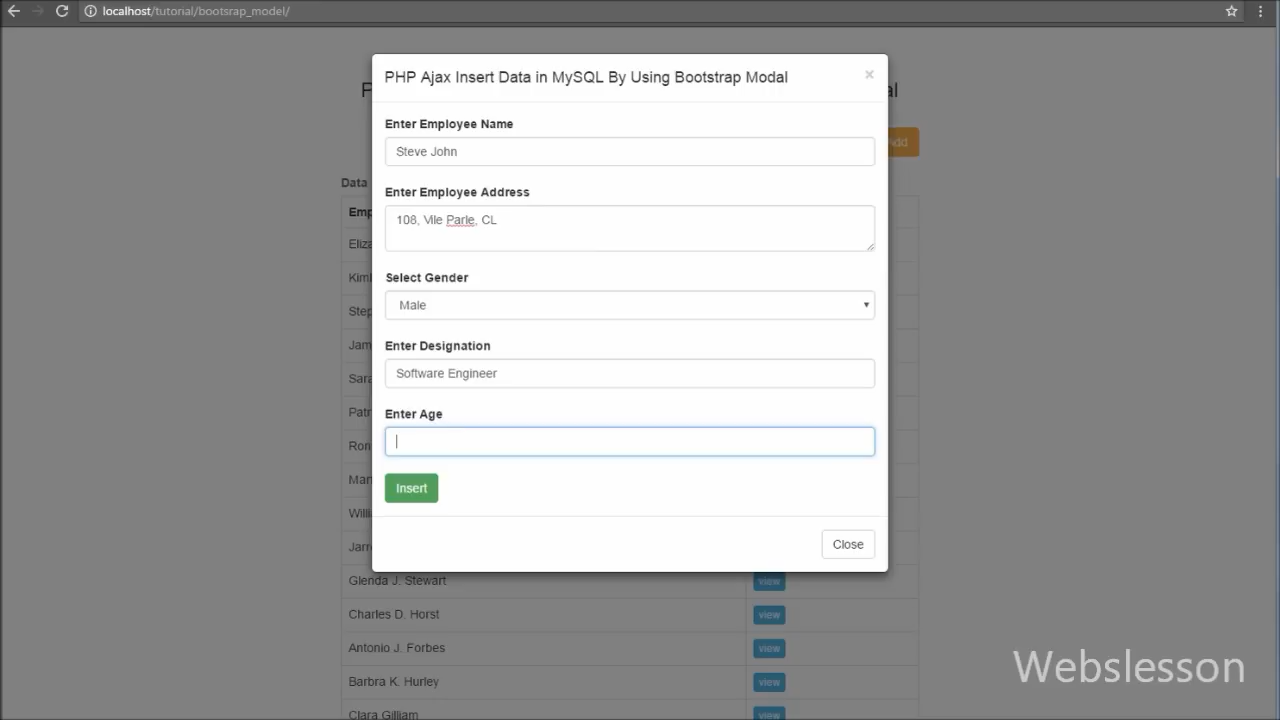 localhost/tutorial/bootsrap_model/
PHP Ajax Insert Data in MySQL By Using Bootstrap Modal
×
Enter Employee Name
Steve John
Data
Enter Employee Address
108, Vile Parle, CL
Select Gender
Male
Enter Designation
Software Engineer
Enter Age
Insert
Close
Glenda J. Stewart view
Charles D. Horst view
Antonio J. Forbes view
Barbra K. Hurley view
Clara Gilliam view
Webslesson